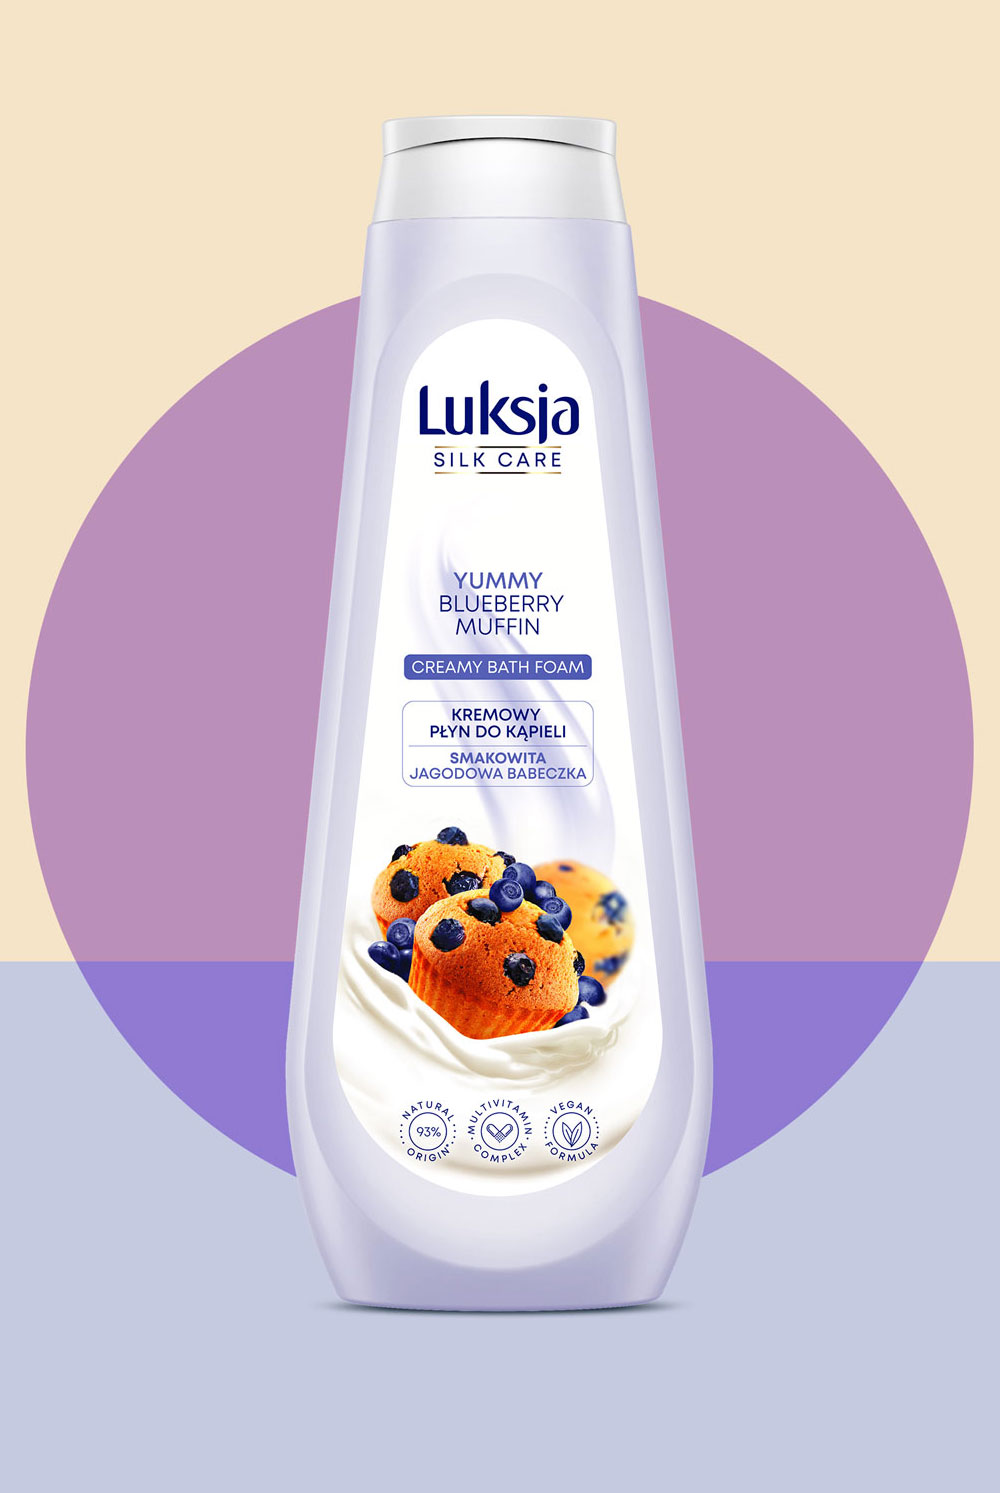 Luksja
SILK CARE
YUMMY
BLUEBERRY
MUFFIN
CREAMY BATH FOAM
KREMOWY
PŁYN DO KĄPIELI
SMAKOWITA
JAGODOWA BABECZKA
NATURAL
93%
ORIGIN*
MULTIVITAMIN
COMPLEX
VEGAN
FORMULA